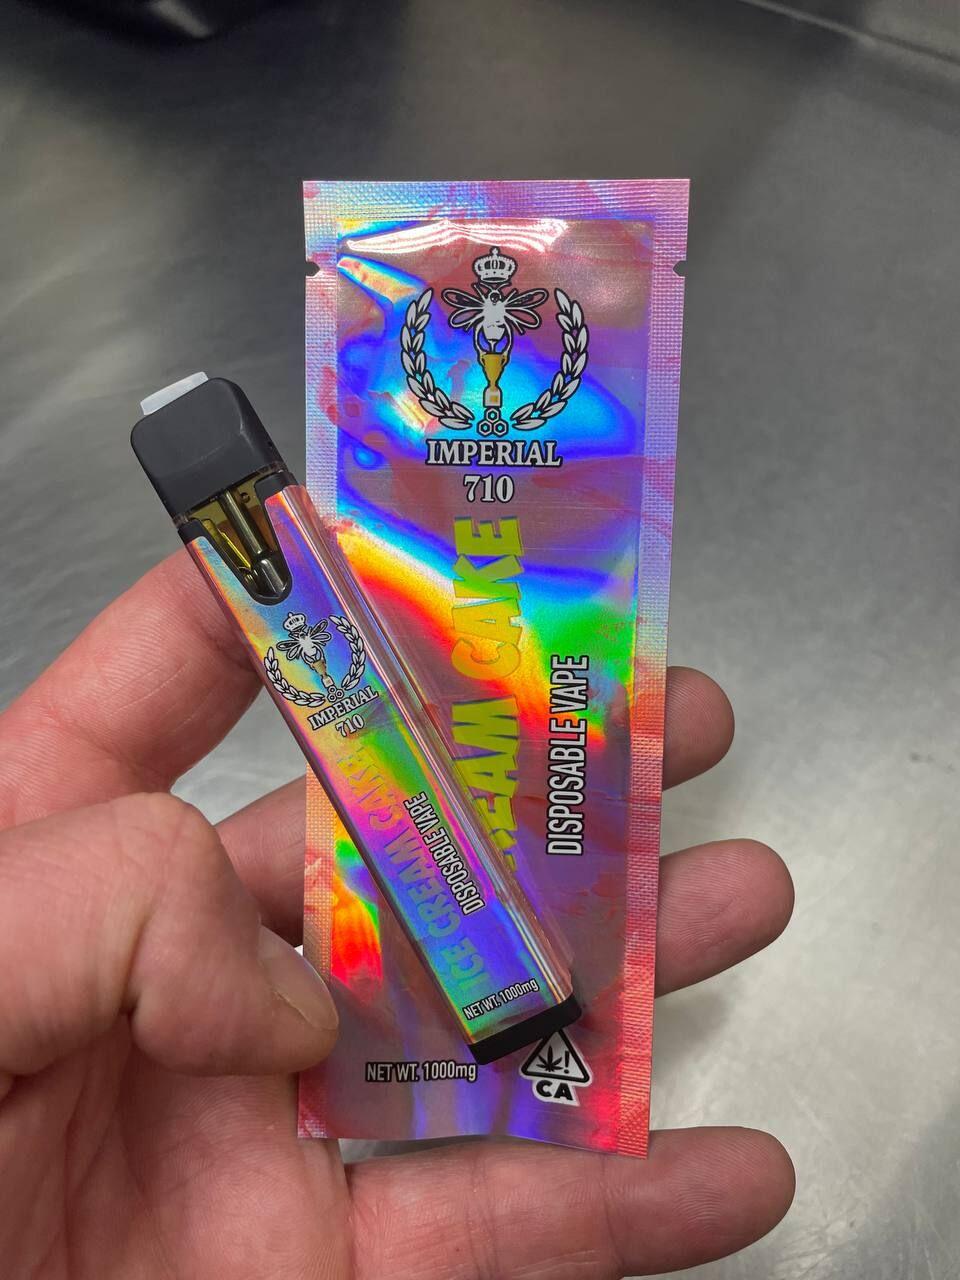 IMPERIAL
710
REAM CAKE
DISPOSABLE VAPE
NET WT. 1000mg
CA
IMPERIAL
710
ICE CREAM CAKE
DISPOSABLE VAPE
NET WT. 1000mg